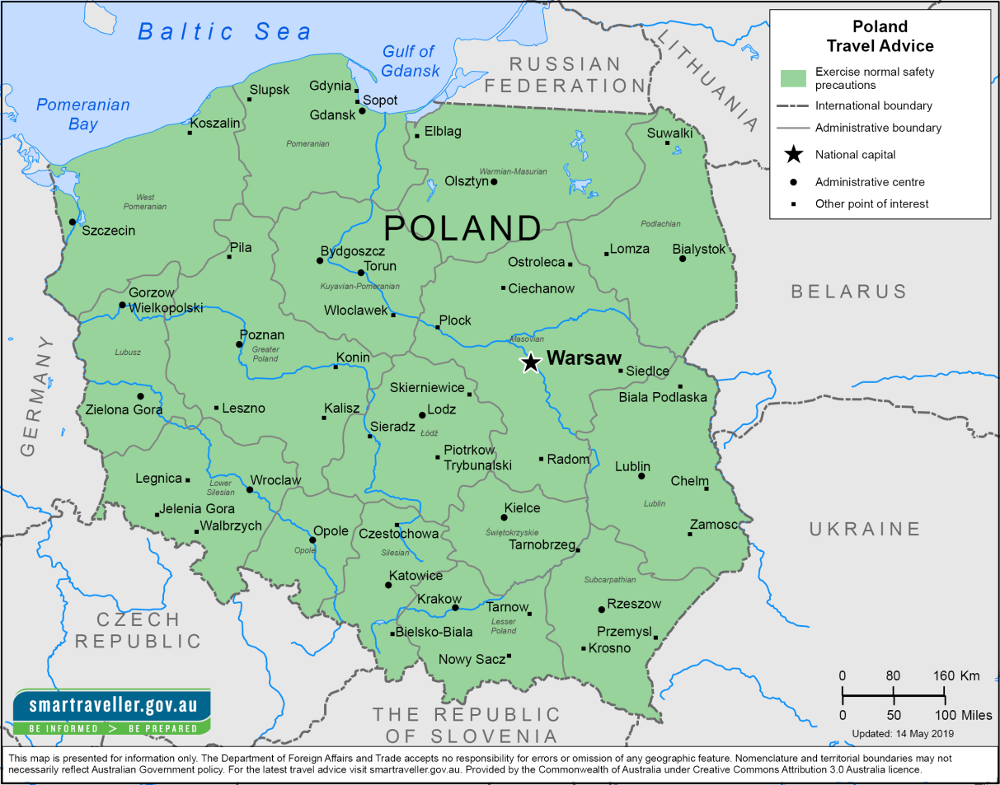 Baltic Sea
Gulf of
Gdansk
Pomeranian
Bay
RUSSIAN
FEDERATION
LITHUANIA
BELARUS
UKRAINE
GERMANY
CZECH
REPUBLIC
THE REPUBLIC
OF SLOVENIA
POLAND
Poland
Travel Advice
Exercise normal safety
precautions
International boundary
Administrative boundary
National capital
Administrative centre
Other point of interest
Slupsk
Gdynia
Sopot
Gdansk
Koszalin
Elblag
Suwalki
Pomeranian
Olsztyn
Warmian-Masurian
West
Pomeranian
Szczecin
Podlachian
Pila
Bydgoszcz
Torun
Kuyavian-Pomeranian
Ostroleca
Lomza
Bialystok
Ciechanow
Gorzow
Wielkopolski
Wloclawek
Plock
Masovian
Poznan
Greater
Poland
Lubusz
Konin
Warsaw
Siedlce
Biala Podlaska
Skierniewice
Zielona Gora
Leszno
Kalisz
Lodz
Łódź
Sieradz
Piotrkow
Trybunalski
Radom
Lublin
Chelm
Lublin
Legnica
Lower
Silesian
Wroclaw
Jelenia Gora
Walbrzych
Kielce
Świętokrzyskie
Zamosc
Opole
Opole
Czestochowa
Silesian
Tarnobrzeg
Katowice
Subcarpathian
Krakow
Tarnow
Lesser
Poland
Rzeszow
Bielsko-Biala
Przemysl
Krosno
Nowy Sacz
0 80 160 Km
0 50 100 Miles
Updated: 14 May 2019
smartraveller.gov.au
BE INFORMED > BE PREPARED
This map is presented for information only. The Department of Foreign Affairs and Trade accepts no responsibility for errors or omission of any geographic feature. Nomenclature and territorial boundaries may not
necessarily reflect Australian Government policy. For the latest travel advice visit smartraveller.gov.au. Provided by the Commonwealth of Australia under Creative Commons Attribution 3.0 Australia licence.